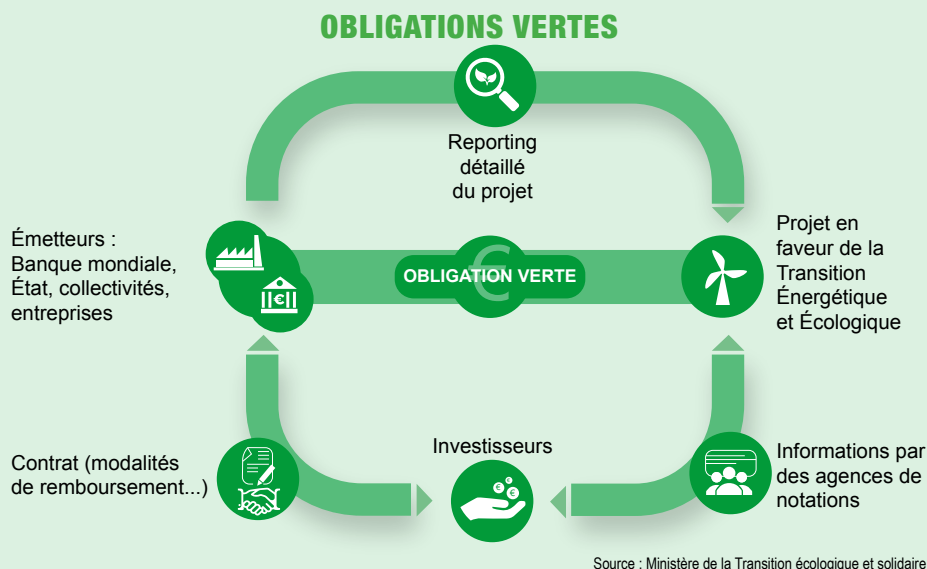 OBLIGATIONS VERTES
Reporting
détaillé
du projet
Émetteurs :
Banque mondiale,
État, collectivités,
entreprises
OBLIGATION VERTE
Projet en
faveur de la
Transition
Énergétique
et Écologique
Contrat (modalités
de remboursement...)
Investisseurs
Informations par
des agences de
notations
Source : Ministère de la Transition écologique et solidaire